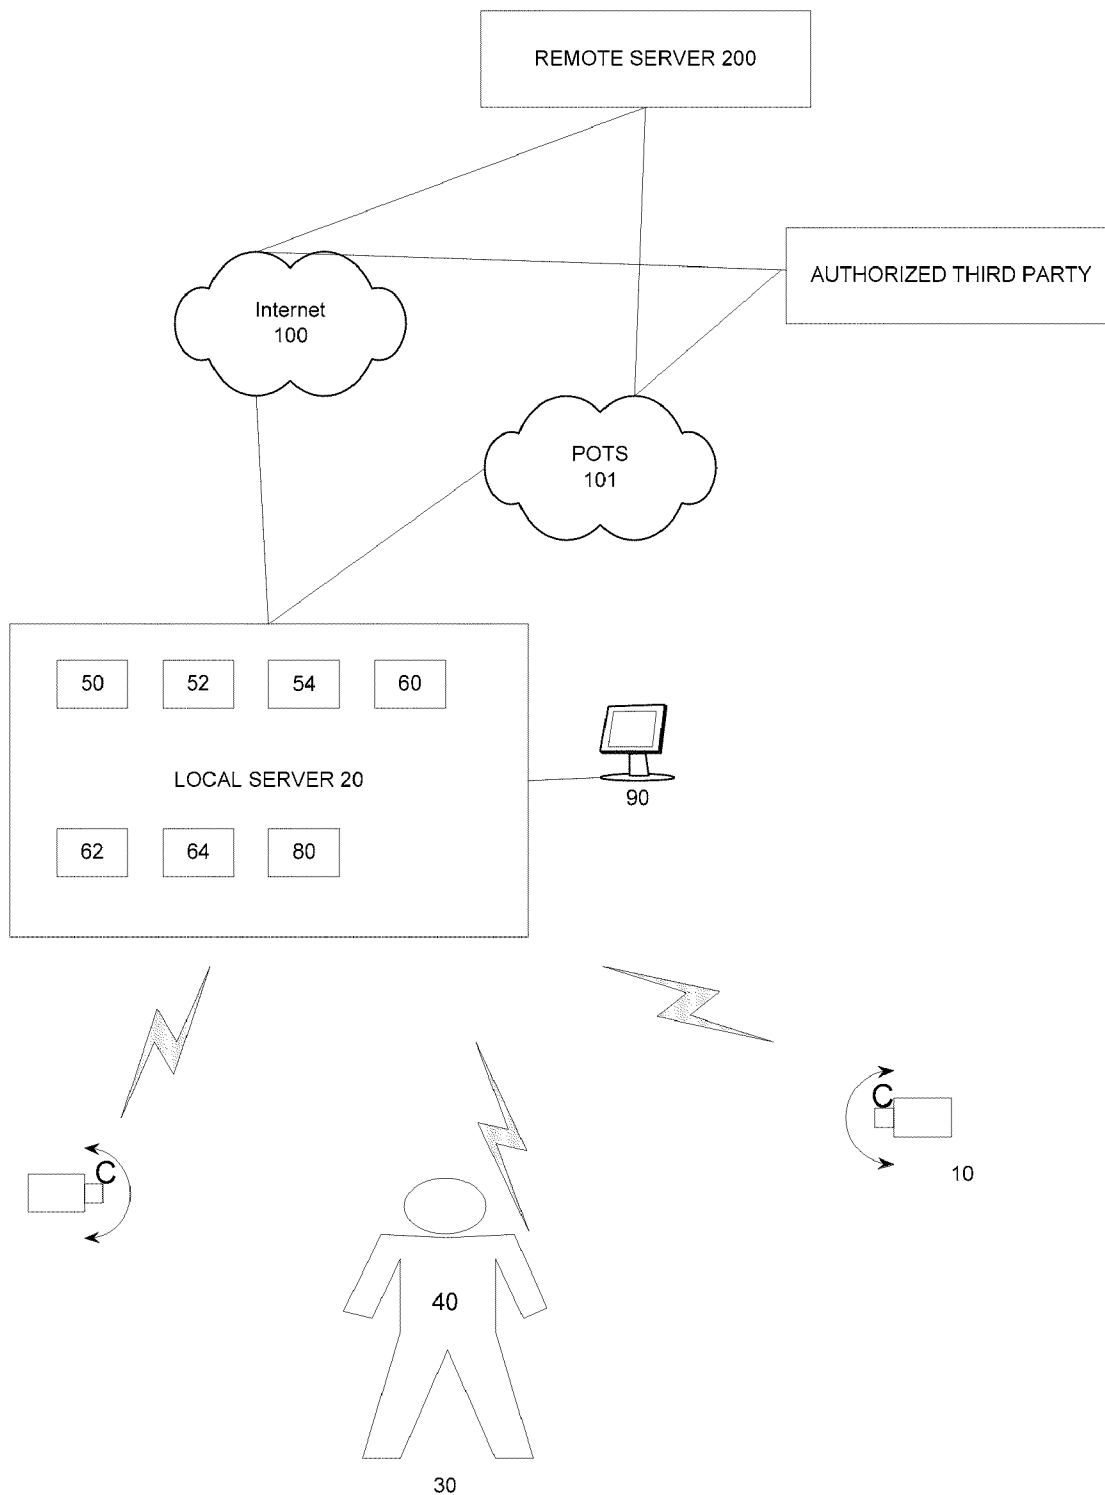 REMOTE SERVER 200
AUTHORIZED THIRD PARTY
Internet
100
POTS
101
50
52
54
60
LOCAL SERVER 20
90
62
64
80
C
10
C
40
30